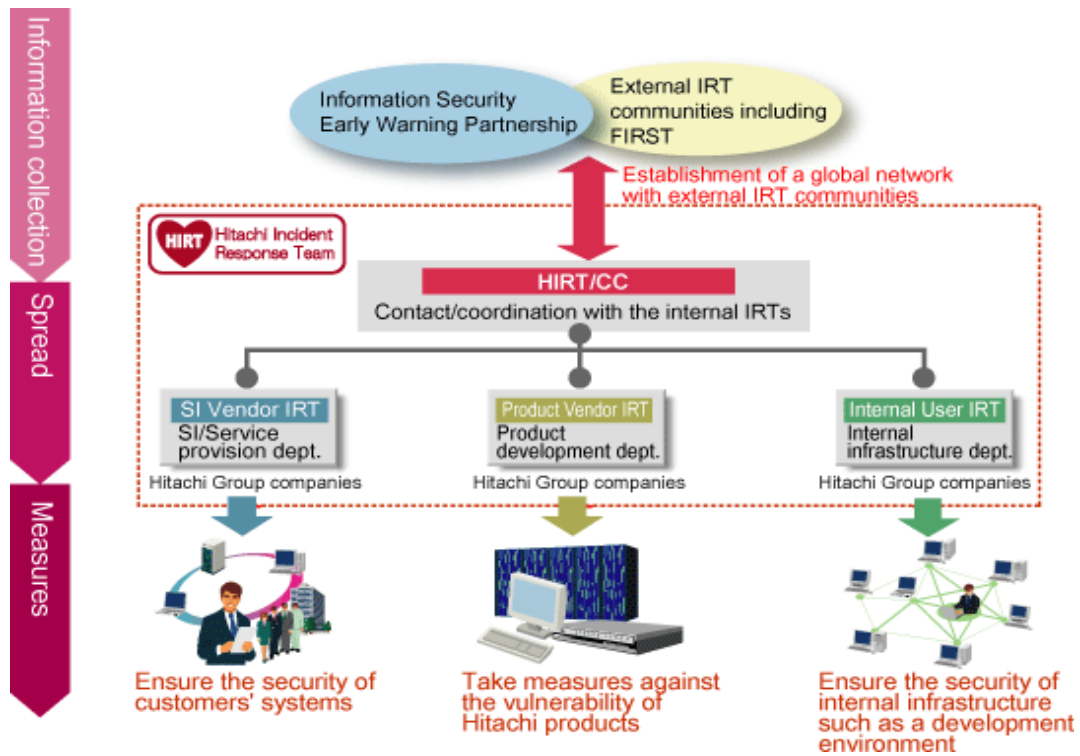 Information collection
Spread
Measures
Information Security
Early Warning Partnership
External IRT
communities including
FIRST
Establishment of a global network
with external IRT communities
HIRT
Hitachi Incident
Response Team
HIRT/CC
Contact/coordination with the internal IRTs
SI Vendor IRT
SI/Service
provision dept.
Hitachi Group companies
Product Vendor IRT
Product
development dept.
Hitachi Group companies
Internal User IRT
Internal
infrastructure dept.
Hitachi Group companies
Ensure the security of
customers' systems
Take measures against
the vulnerability of
Hitachi products
Ensure the security of
internal infrastructure
such as a development
environment